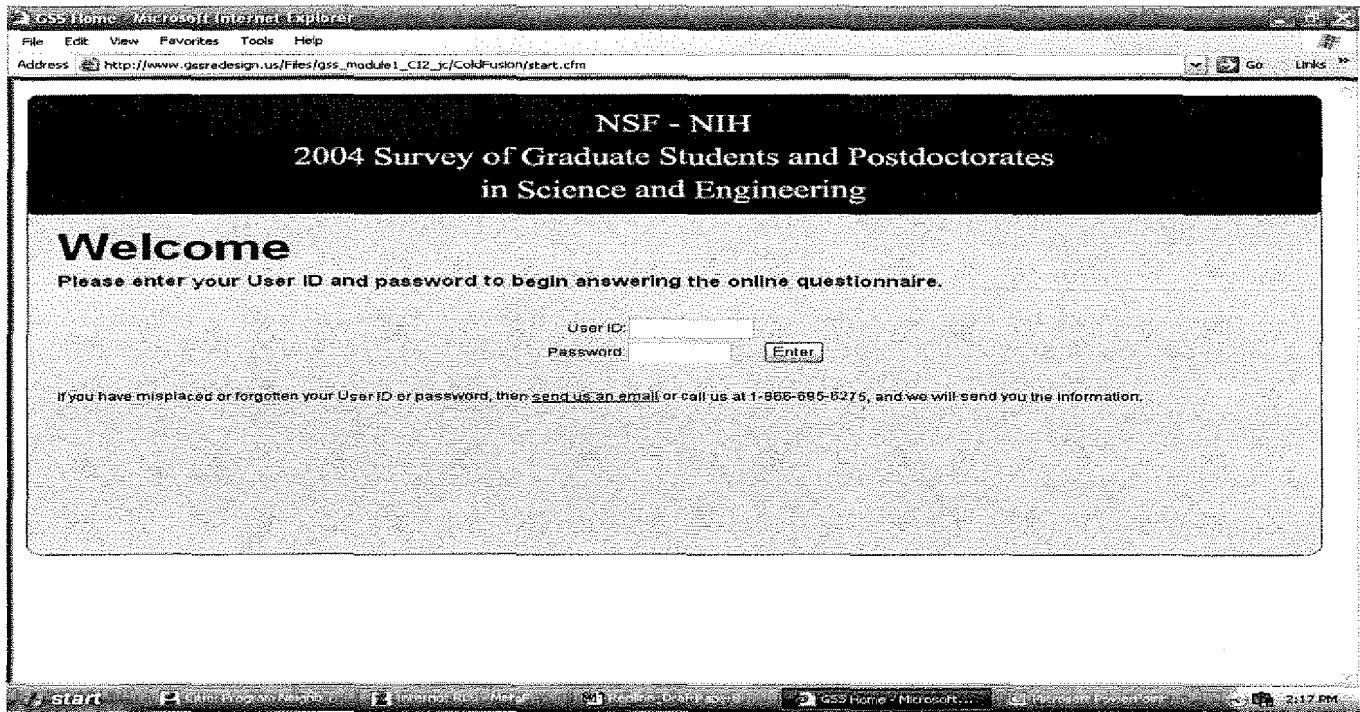 GSS Home - Microsoft Internet Explorer
File Edit View Favorites Tools Help
Address http://www.gssredesign.us/Files/gss_module1_CI2_jc/ColdFusion/start.cfm Go Links »
NSF - NIH
2004 Survey of Graduate Students and Postdoctorates
in Science and Engineering
Welcome
Please enter your User ID and password to begin answering the online questionnaire.
User ID:
Password: Enter
If you have misplaced or forgotten your User ID or password, then send us an email or call us at 1-866-695-6275, and we will send you the information.
start Citrix Program GSS Home - Microsoft... Microsoft PowerPoint 2:17 PM